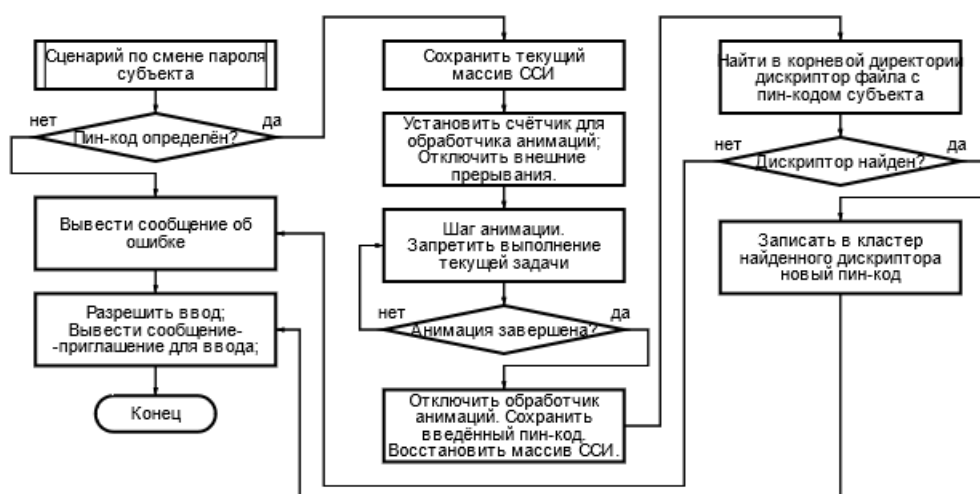 Сценарий по смене пароля
субъекта
нет
да
Пин-код определён?
Вывести сообщение об
ошибке
Разрешить ввод;
Вывести сообщение-
-приглашение для ввода;
Конец
Сохранить текущий
массив ССИ
Установить счётчик для
обработчика анимаций;
Отключить внешние
прерывания.
Шаг анимации.
Запретить выполнение
текущей задачи
нет
да
Анимация завершена?
Отключить обработчик
анимаций. Сохранить
введённый пин-код.
Восстановить массив ССИ.
Найти в корневой директории
дискриптор файла с
пин-кодом субъекта
нет
да
Дискриптор найден?
Записать в кластер
найденного дискриптора
новый пин-код